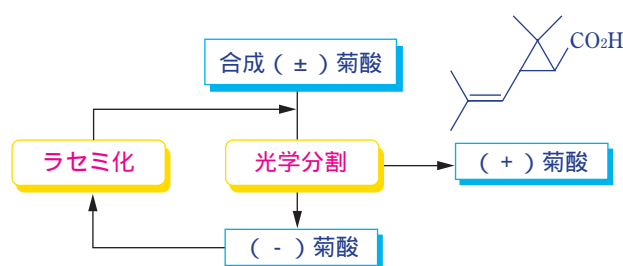 合成（±）菊酸
CO₂H
ラセミ化
光学分割
（+）菊酸
（-）菊酸